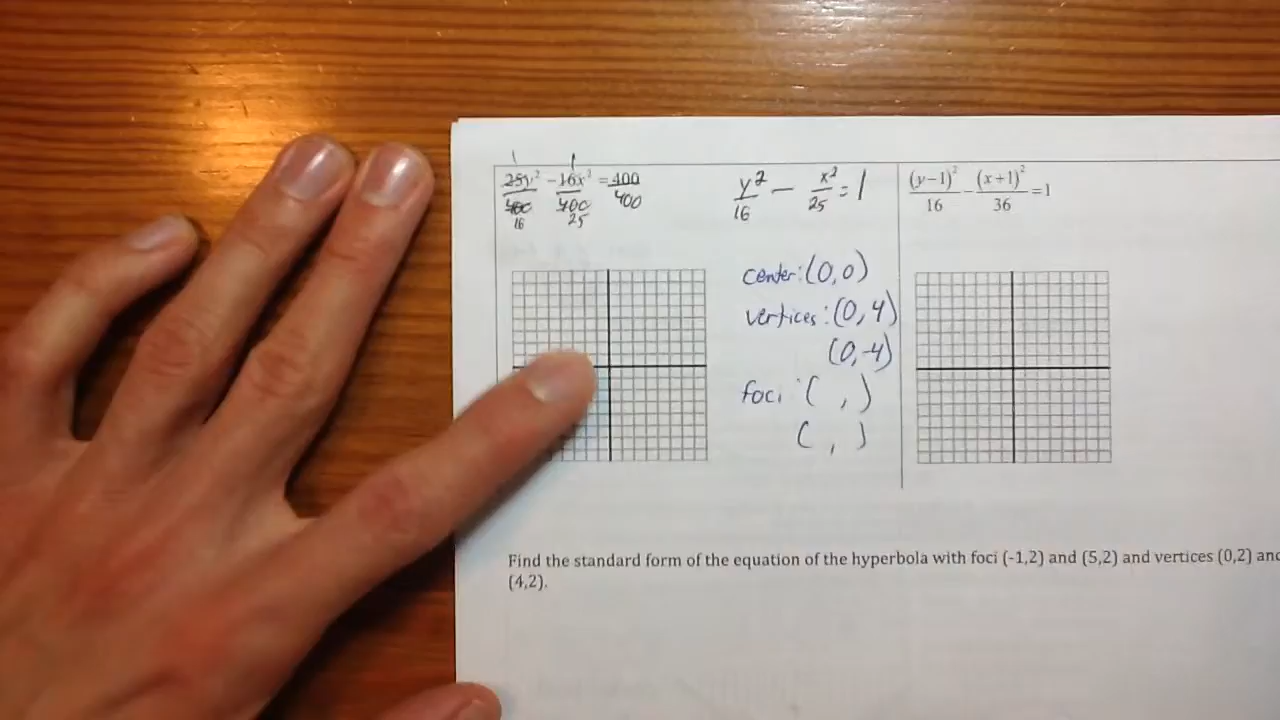 1 1
25y² - 16x² = 400
400 400 400
16 25
y² - x² = 1
16 25
center: (0,0)
vertices: (0,4)
(0,-4)
foci: ( , )
( , )
(y-1)² - (x+1)² = 1
16 36
Find the standard form of the equation of the hyperbola with foci (-1,2) and (5,2) and vertices (0,2) and
(4,2).